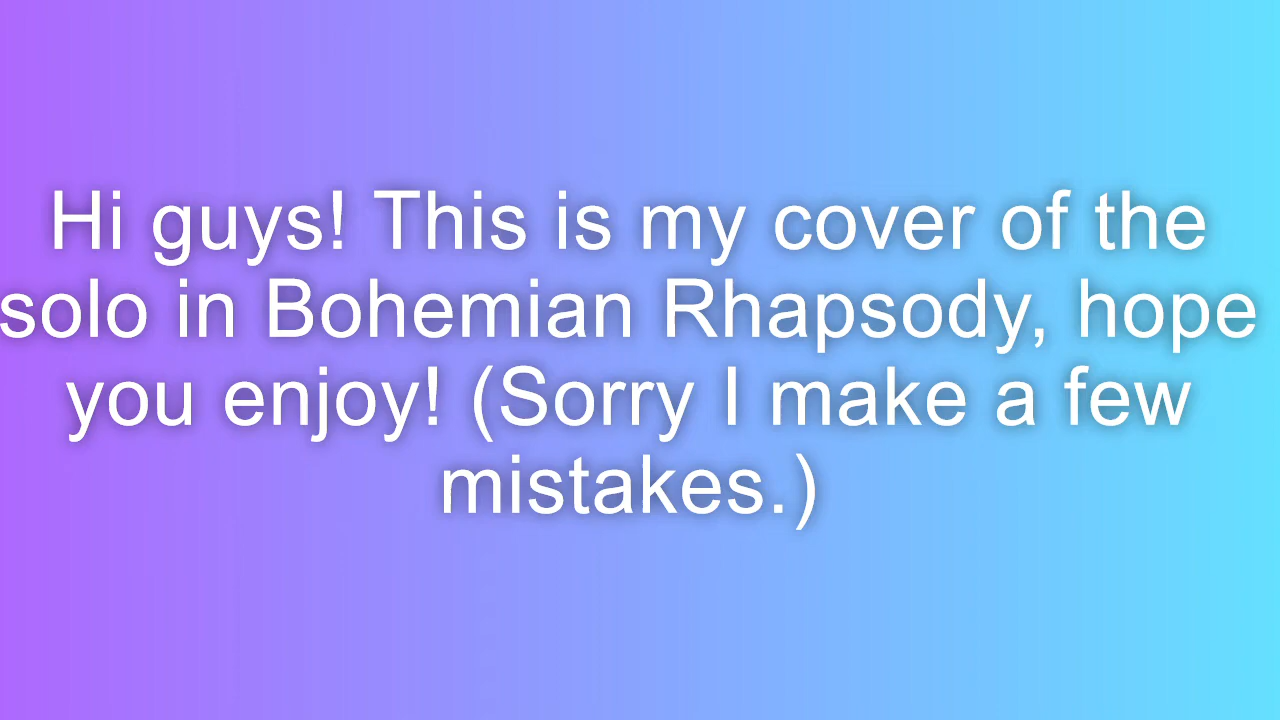 Hi guys! This is my cover of the
solo in Bohemian Rhapsody, hope
you enjoy! (Sorry I make a few
mistakes.)